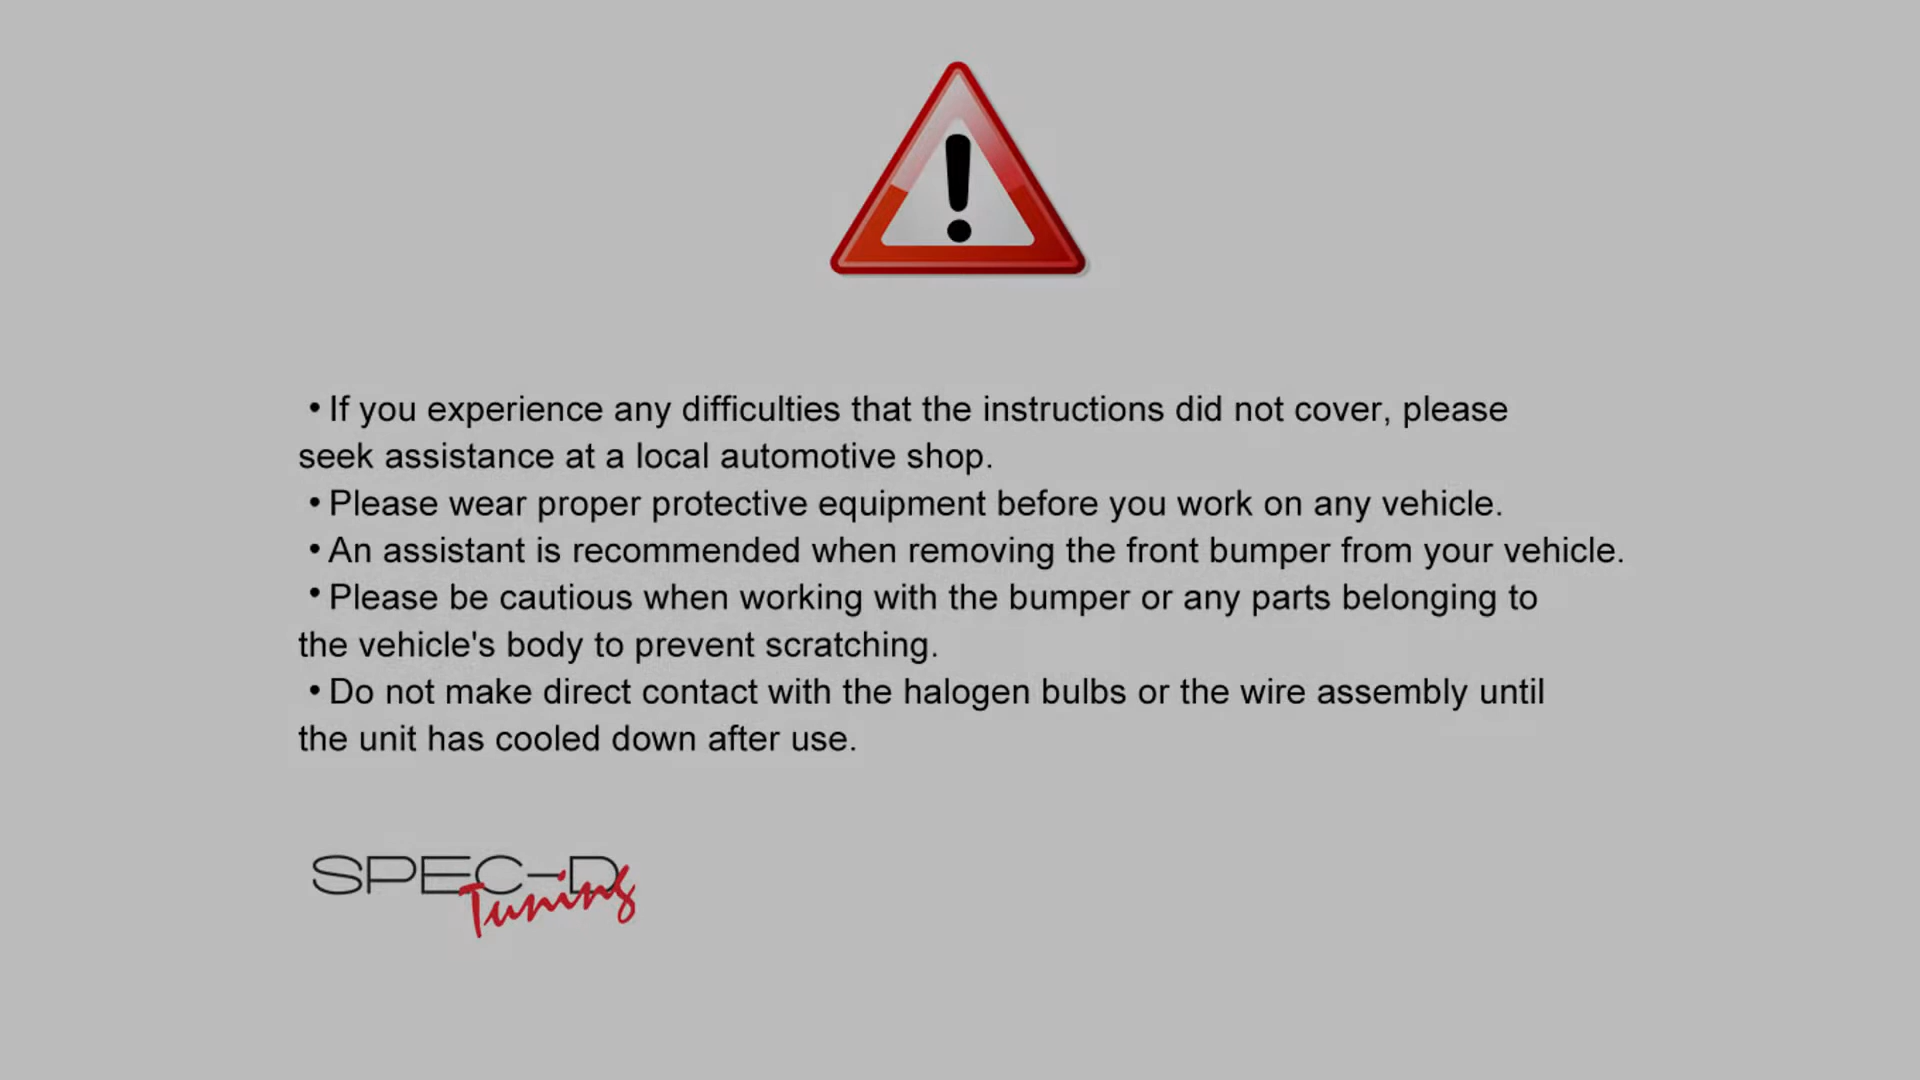 !
•If you experience any difficulties that the instructions did not cover, please
seek assistance at a local automotive shop.
•Please wear proper protective equipment before you work on any vehicle.
•An assistant is recommended when removing the front bumper from your vehicle.
•Please be cautious when working with the bumper or any parts belonging to
the vehicle's body to prevent scratching.
•Do not make direct contact with the halogen bulbs or the wire assembly until
the unit has cooled down after use.
SPEC-D
Tuning